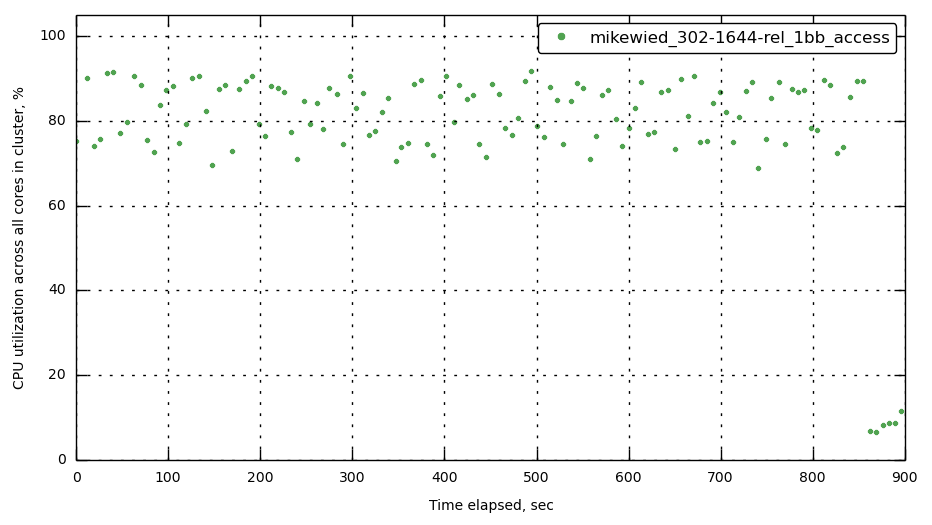 100
80
60
40
20
0
CPU utilization across all cores in cluster, %
mikewied_302-1644-rel_1bb_access
0 100 200 300 400 500 600 700 800 900
Time elapsed, sec